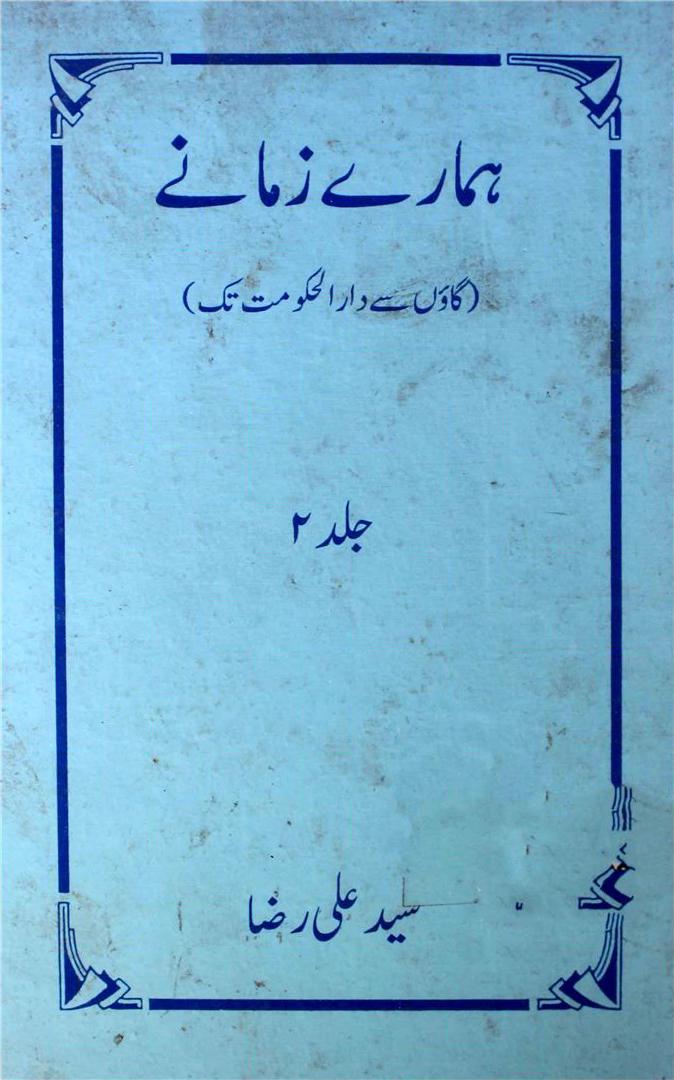 ہمارے زمانے
(گاؤں سے دارالحکومت تک)
جلد ۲
سید علی رضا